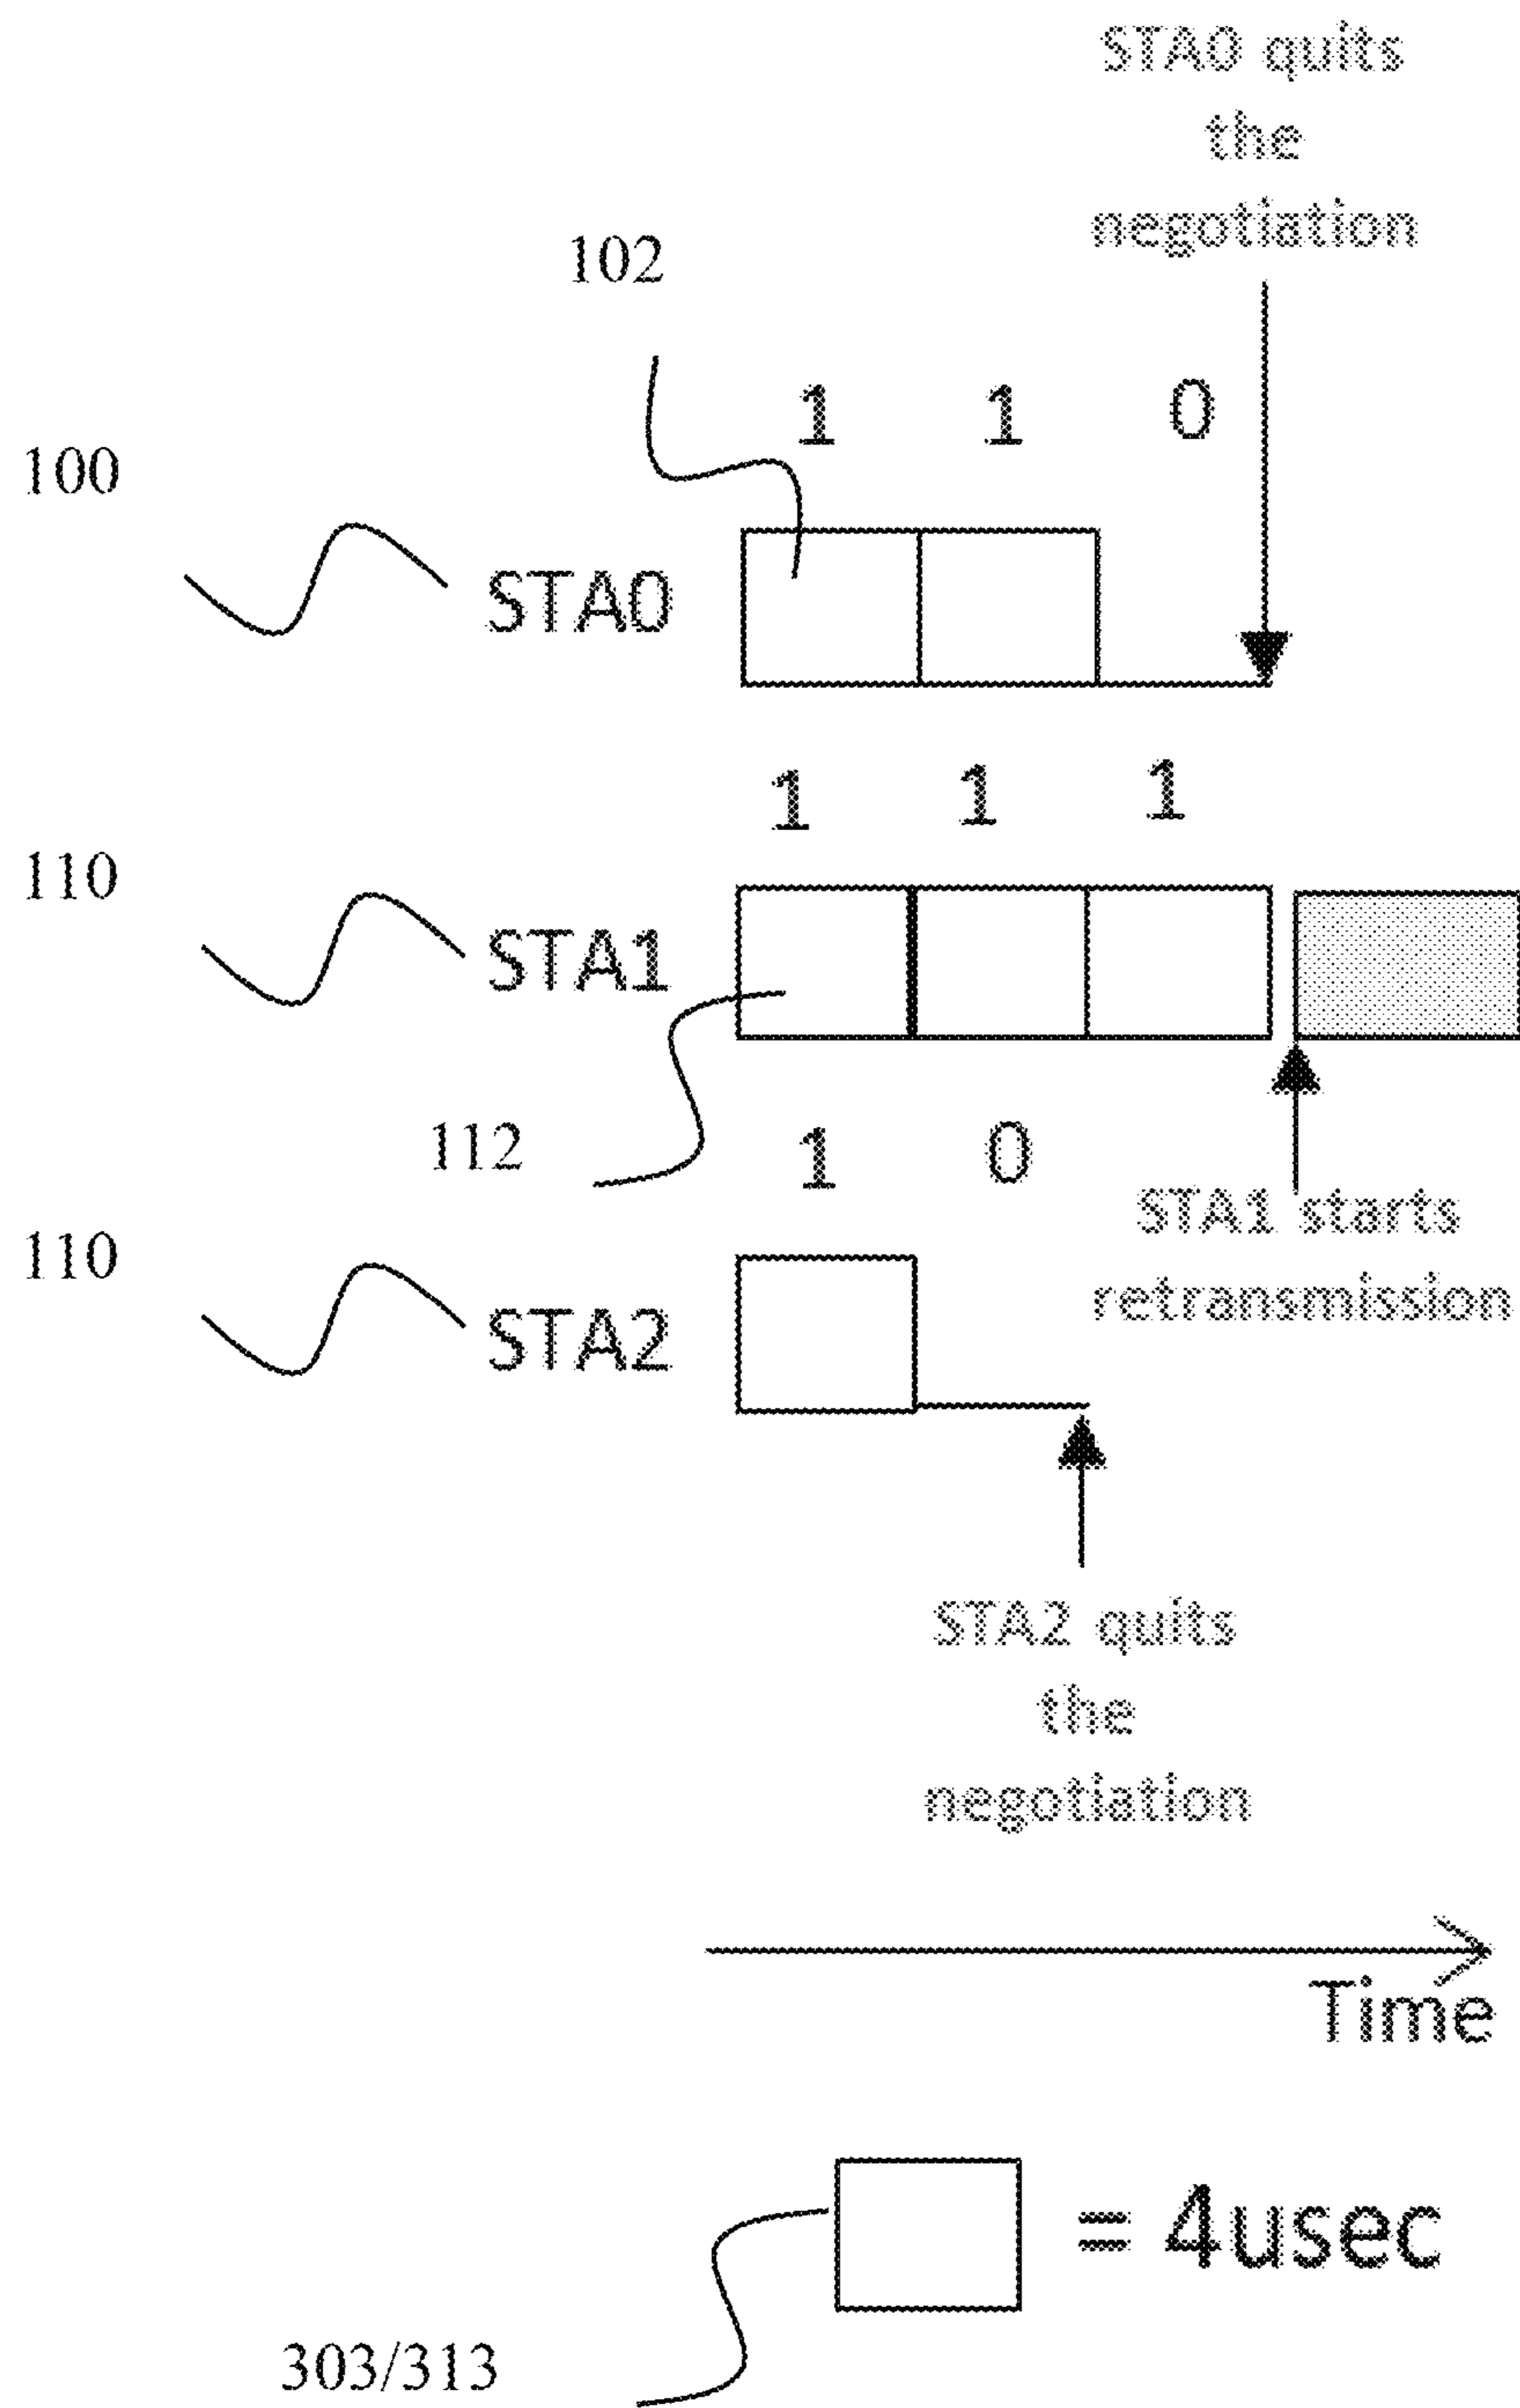 STA0 quits
the
negotiation
102
1 1 0
100
STA0
1 1 1
110
STA1
112
1 0
STA1 starts
retransmission
110
STA2
STA2 quits
the
negotiation
Time
= 4usec
303/313